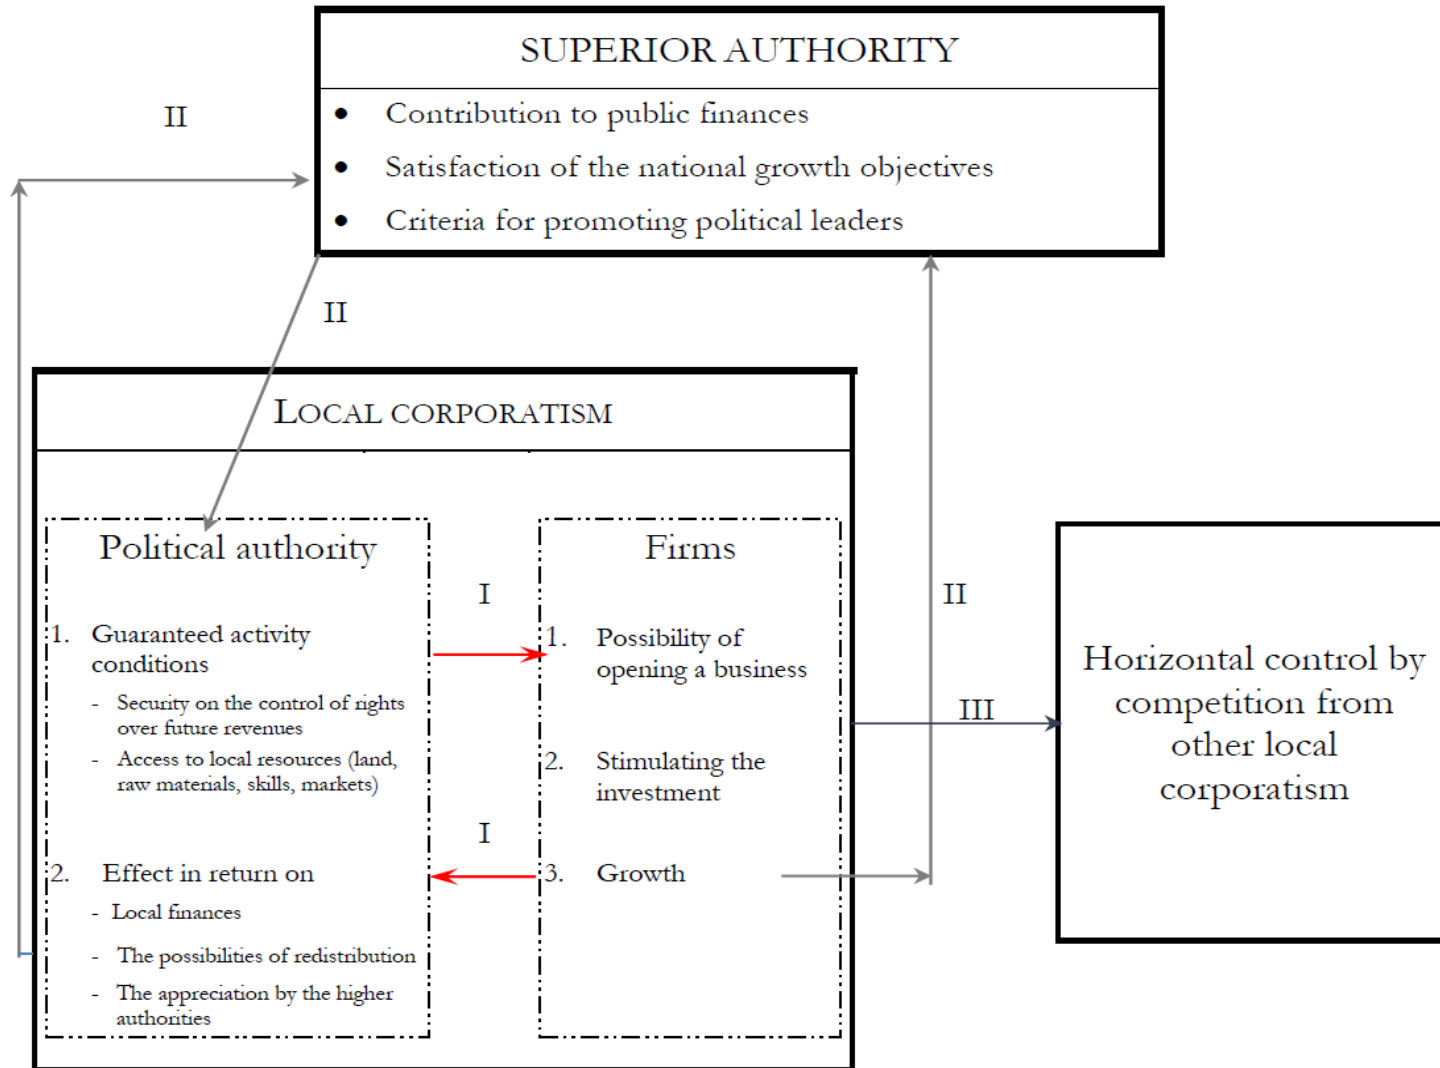 SUPERIOR AUTHORITY
• Contribution to public finances
• Satisfaction of the national growth objectives
• Criteria for promoting political leaders
II
II
LOCAL CORPORATISM
Political authority
1. Guaranteed activity
conditions
- Security on the control of rights
over future revenues
- Access to local resources (land,
raw materials, skills, markets)
2. Effect in return on
- Local finances
- The possibilities of redistribution
- The appreciation by the higher
authorities
I
I
Firms
1. Possibility of
opening a business
2. Stimulating the
investment
3. Growth
II
III
Horizontal control by
competition from
other local
corporatism